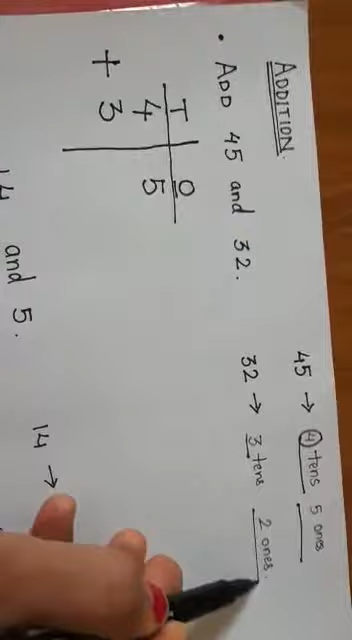 ADDITION.
• ADD 45 and 32.
45 → 4 tens 5 ones
32 → 3 tens 2 ones.
T O
4 5
+ 3
14 and 5.
14 →